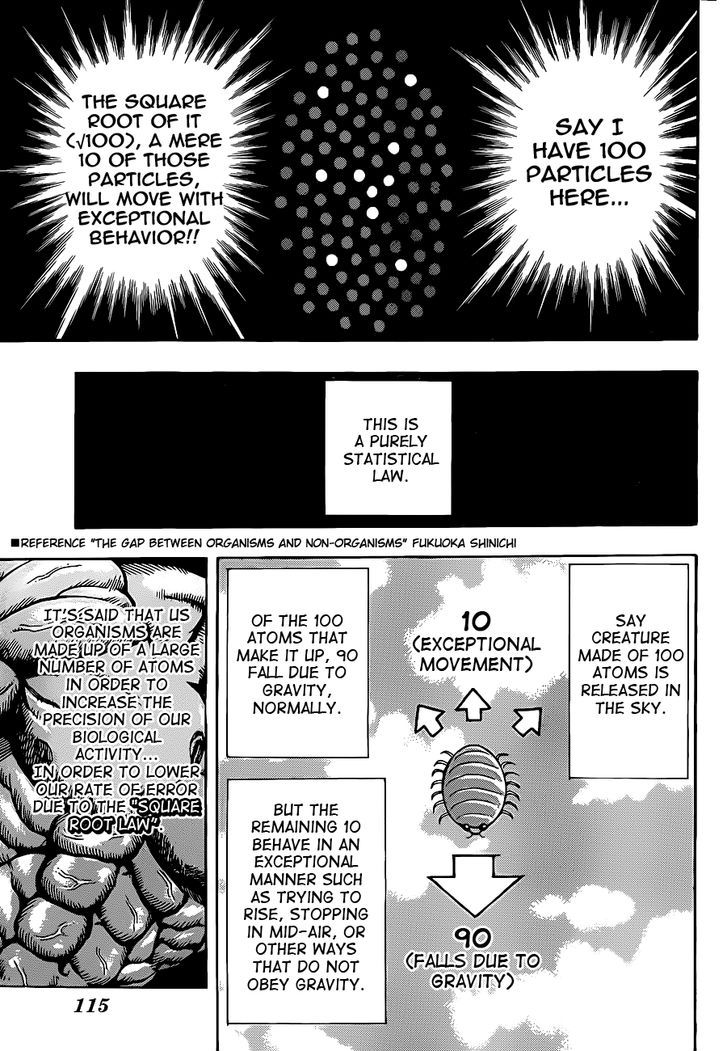 SAY I
HAVE 100
PARTICLES
HERE...
THE SQUARE
ROOT OF IT
(√100), A MERE
10 OF THOSE
PARTICLES,
WILL MOVE WITH
EXCEPTIONAL
BEHAVIOR!!
THIS IS
A PURELY
STATISTICAL
LAW.
■REFERENCE "THE GAP BETWEEN ORGANISMS AND NON-ORGANISMS" FUKUOKA SHINICHI
SAY
CREATURE
MADE OF 100
ATOMS IS
RELEASED IN
THE SKY.
10
(EXCEPTIONAL
MOVEMENT)
90
(FALLS DUE TO
GRAVITY)
OF THE 100
ATOMS THAT
MAKE IT UP, 90
FALL DUE TO
GRAVITY,
NORMALLY.
BUT THE
REMAINING 10
BEHAVE IN AN
EXCEPTIONAL
MANNER SUCH
AS TRYING TO
RISE, STOPPING
IN MID-AIR, OR
OTHER WAYS
THAT DO NOT
OBEY GRAVITY.
IT'S SAID THAT US
ORGANISMS ARE
MADE UP OF A LARGE
NUMBER OF ATOMS
IN ORDER TO
INCREASE THE
PRECISION OF OUR
BIOLOGICAL
ACTIVITY...
IN ORDER TO LOWER
OUR RATE OF ERROR
DUE TO THE "SQUARE
ROOT LAW".
115